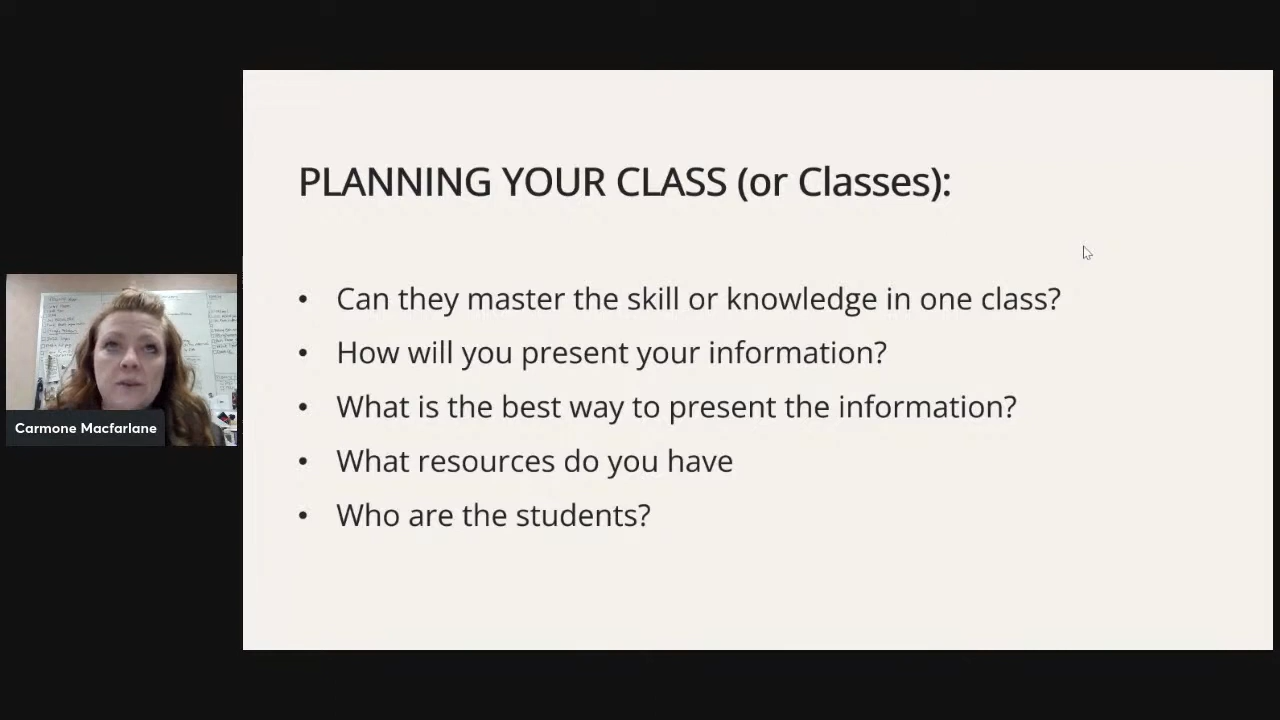 PLANNING YOUR CLASS (or Classes):
• Can they master the skill or knowledge in one class?
• How will you present your information?
• What is the best way to present the information?
• What resources do you have
• Who are the students?
Carmone Macfarlane